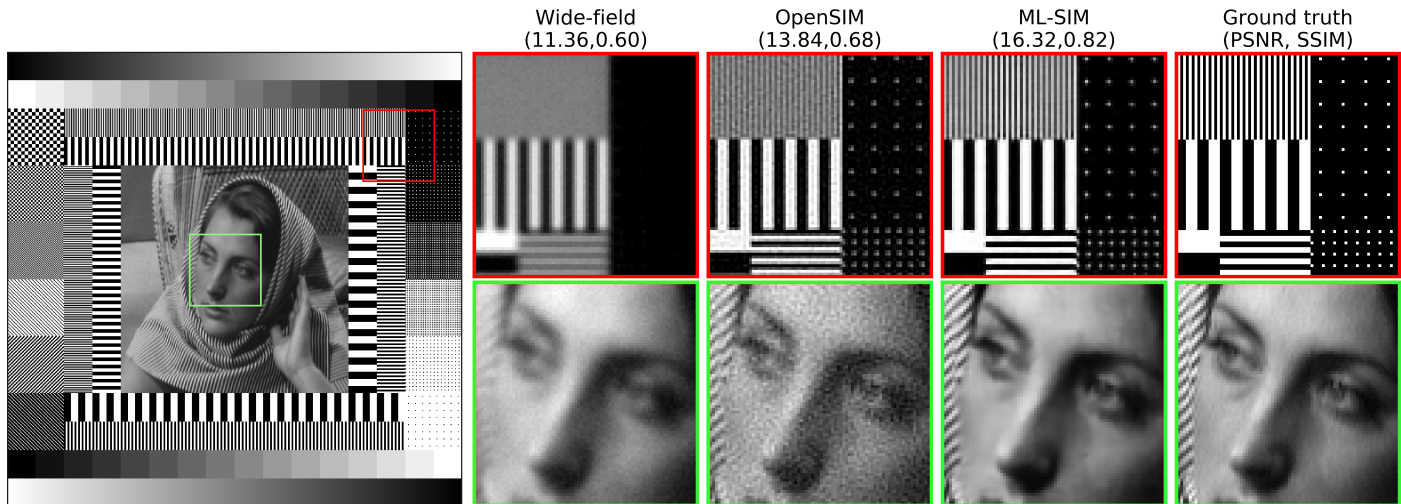 Wide-field
(11.36,0.60)
OpenSIM
(13.84,0.68)
ML-SIM
(16.32,0.82)
Ground truth
(PSNR, SSIM)